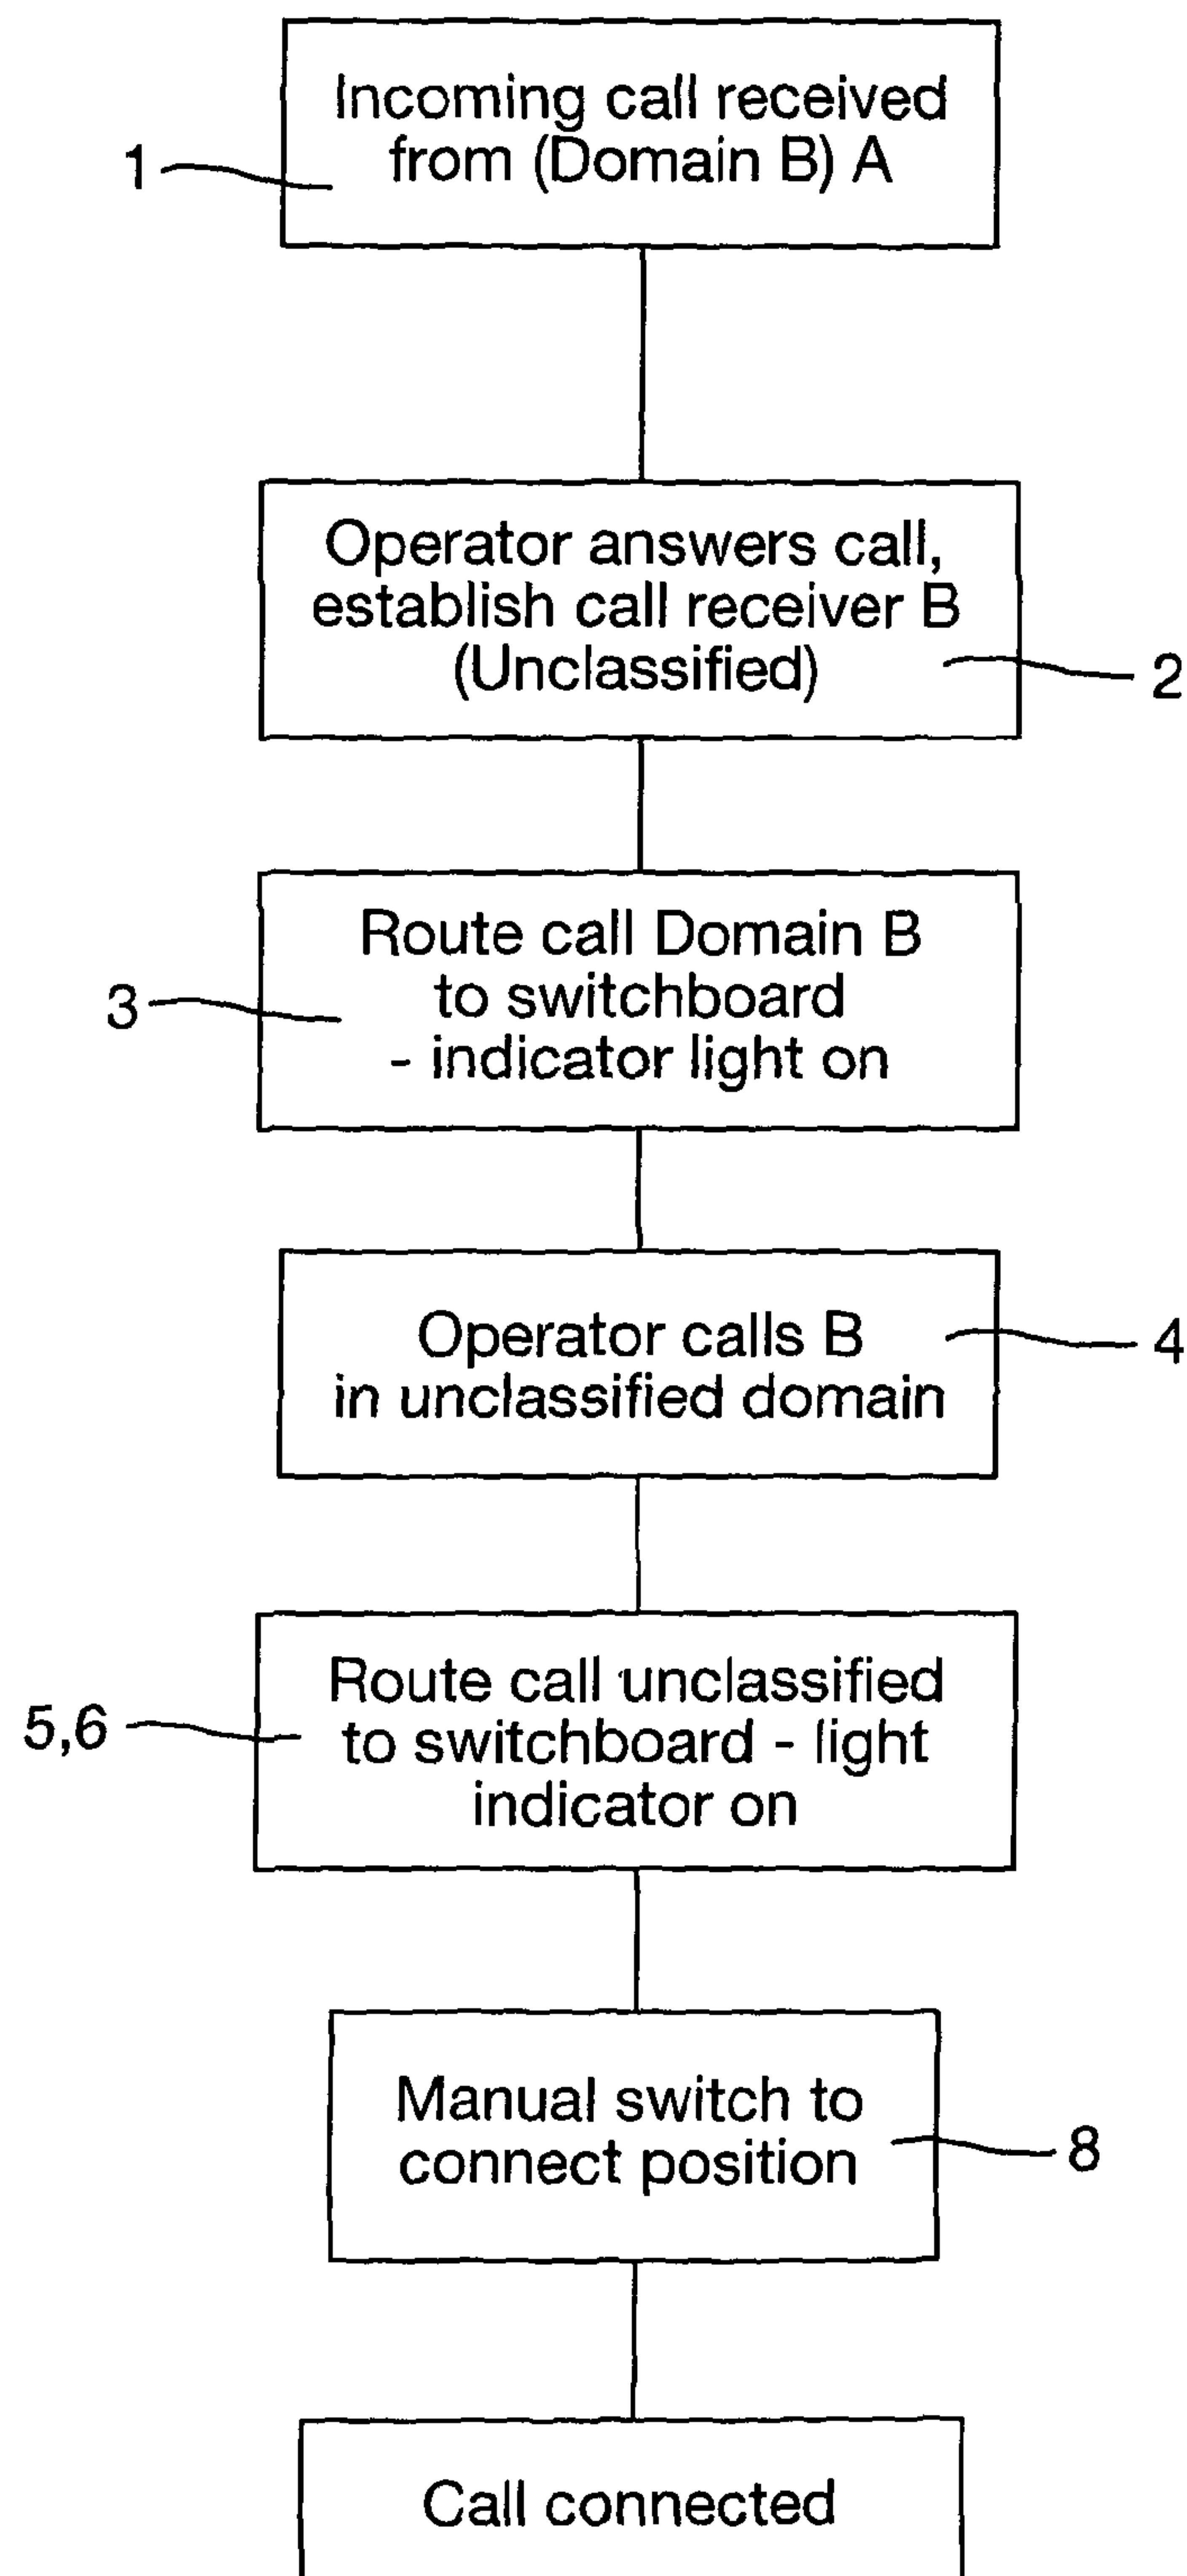 Incoming call received
from (Domain B) A
1
Operator answers call,
establish call receiver B
(Unclassified)
2
Route call Domain B
to switchboard
- indicator light on
3
Operator calls B
in unclassified domain
4
Route call unclassified
to switchboard - light
indicator on
5,6
Manual switch to
connect position
8
Call connected